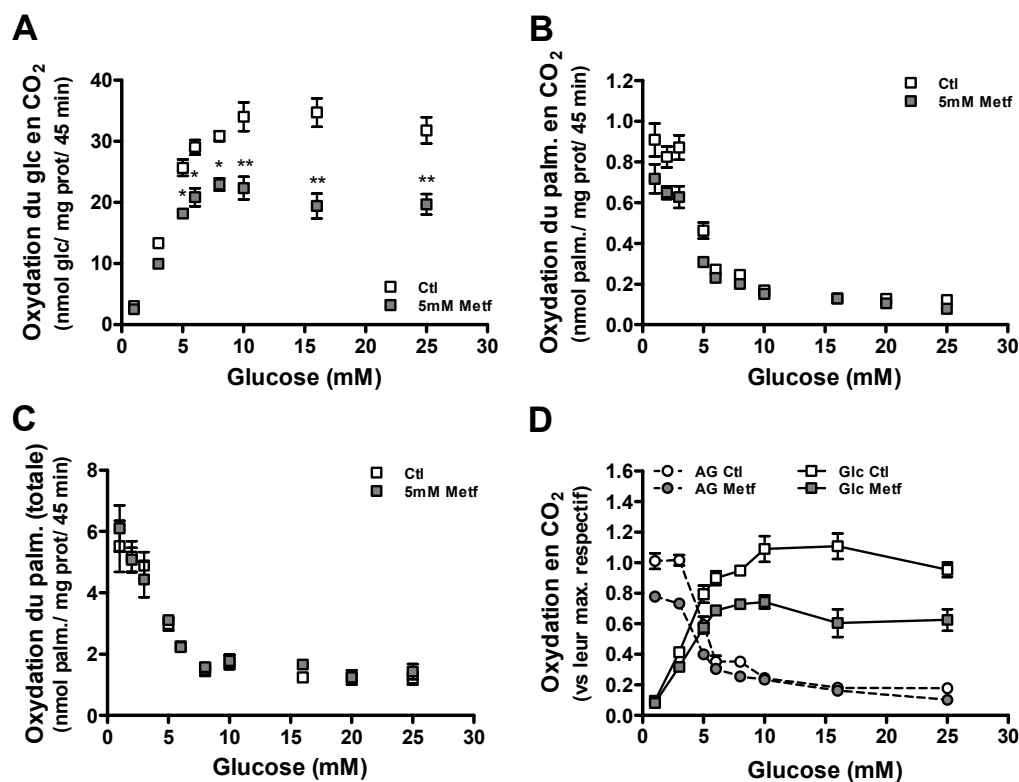 A
Oxydation du glc en CO2
(nmol glc/ mg prot/ 45 min)
40
30
20
10
0
* * * ** ** **
Ctl
5mM Metf
0 5 10 15 20 25 30
Glucose (mM)
B
Oxydation du palm. en CO2
(nmol palm./ mg prot/ 45 min)
1.2
1.0
0.8
0.6
0.4
0.2
0.0
Ctl
5mM Metf
0 5 10 15 20 25 30
Glucose (mM)
C
Oxydation du palm. (totale)
(nmol palm./ mg prot/ 45 min)
8
6
4
2
0
Ctl
5mM Metf
0 5 10 15 20 25 30
Glucose (mM)
D
Oxydation en CO2
(vs leur max. respectif)
1.6
1.4
1.2
1.0
0.8
0.6
0.4
0.2
0.0
AG Ctl
AG Metf
Glc Ctl
Glc Metf
0 5 10 15 20 25 30
Glucose (mM)